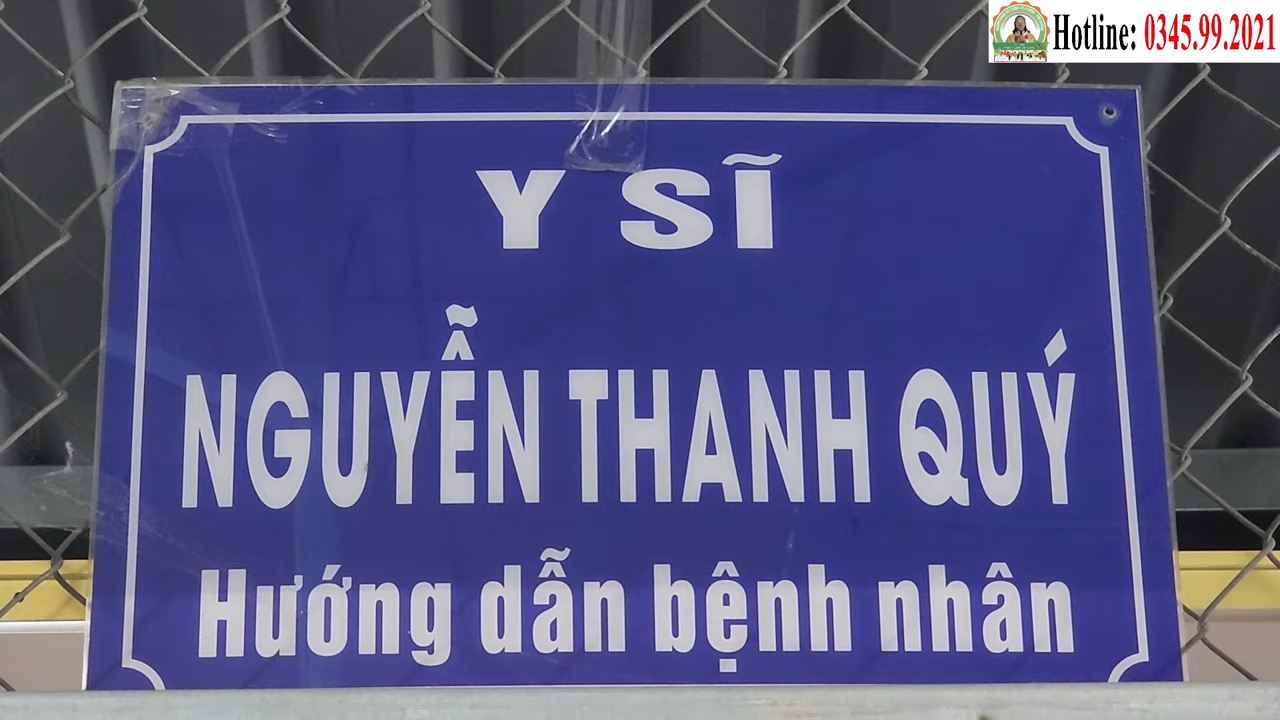 Hotline: 0345.99.2021
Y SĨ
NGUYỄN THANH QUÝ
Hướng dẫn bệnh nhân